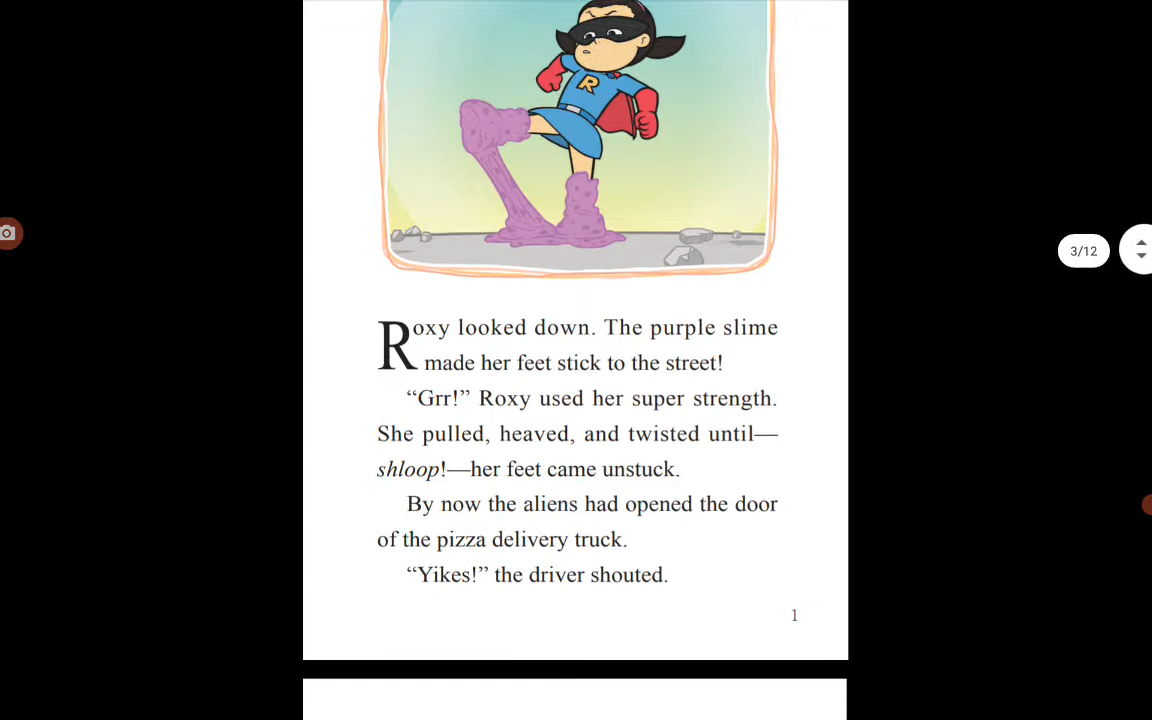 R
3/12
Roxy looked down. The purple slime
made her feet stick to the street!
“Grr!” Roxy used her super strength.
She pulled, heaved, and twisted until—
shloop!—her feet came unstuck.
By now the aliens had opened the door
of the pizza delivery truck.
“Yikes!” the driver shouted.
1